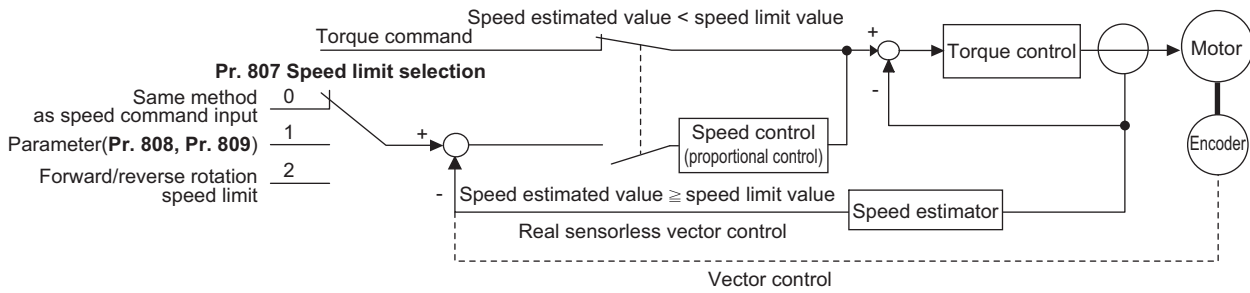 Speed estimated value < speed limit value
Torque command
Pr. 807 Speed limit selection
Same method
as speed command input
0
Parameter(Pr. 808, Pr. 809)
1
Forward/reverse rotation
speed limit
2
+
-
Speed control
(proportional control)
+
-
Torque control
Motor
Encoder
Speed estimated value ≧ speed limit value
Speed estimator
Real sensorless vector control
Vector control